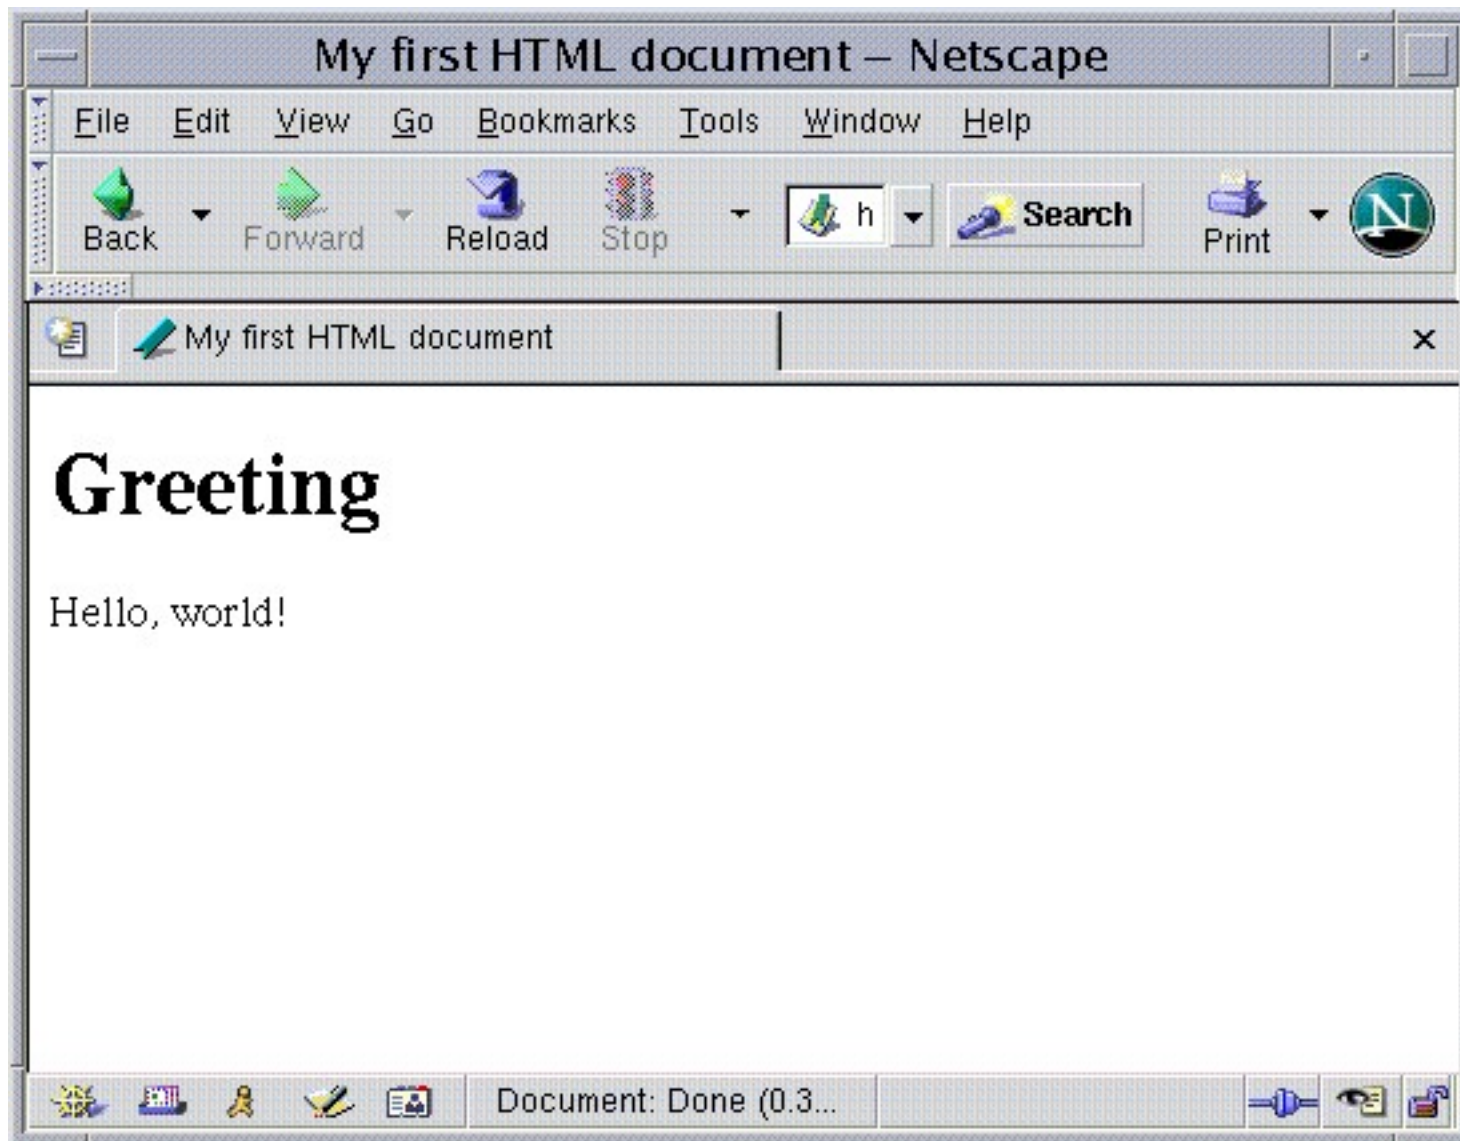 My first HTML document – Netscape
File Edit View Go Bookmarks Tools Window Help
Back Forward Reload Stop h Search Print N
My first HTML document
Greeting
Hello, world!
Document: Done (0.3...